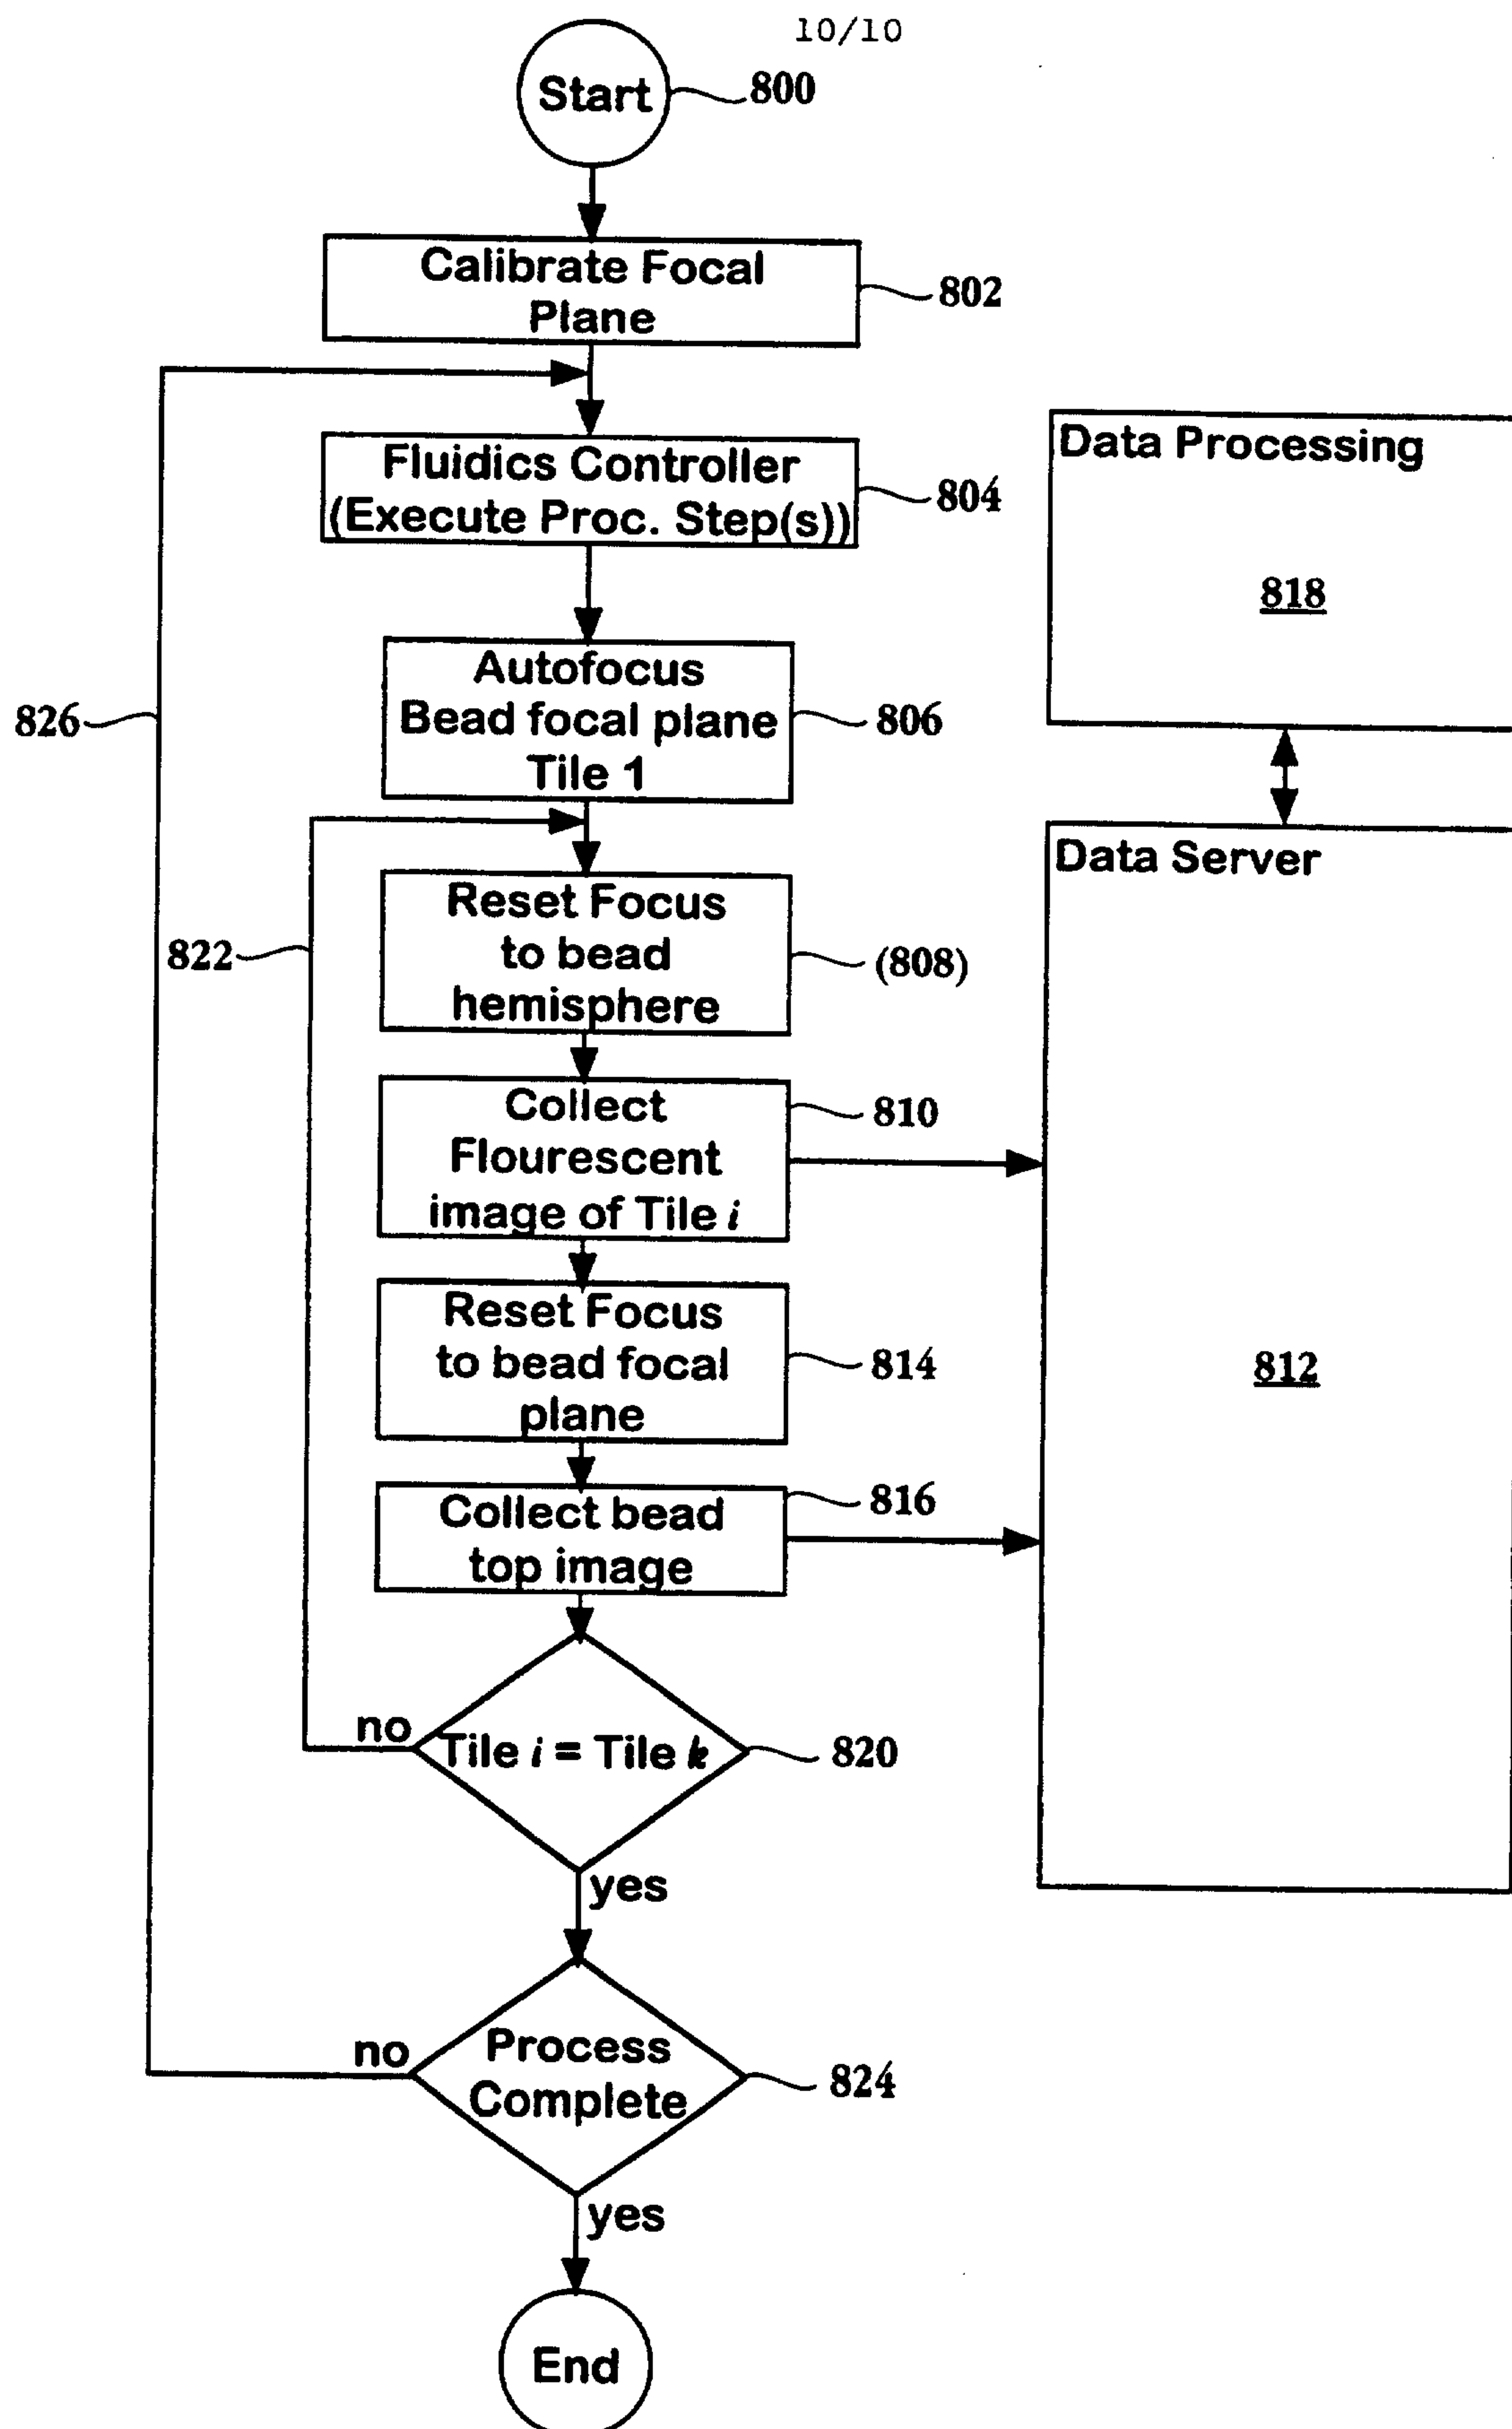 10/10
Start
800
Calibrate Focal
Plane
802
Fluidics Controller
(Execute Proc. Step(s))
804
Data Processing
818
Autofocus
Bead focal plane
Tile 1
806
826
Data Server
812
Reset Focus
to bead
hemisphere
(808)
822
Collect
Flourescent
image of Tile i
810
Reset Focus
to bead focal
plane
814
Collect bead
top image
816
no
Tile i = Tile k
820
yes
no
Process
Complete
824
yes
End